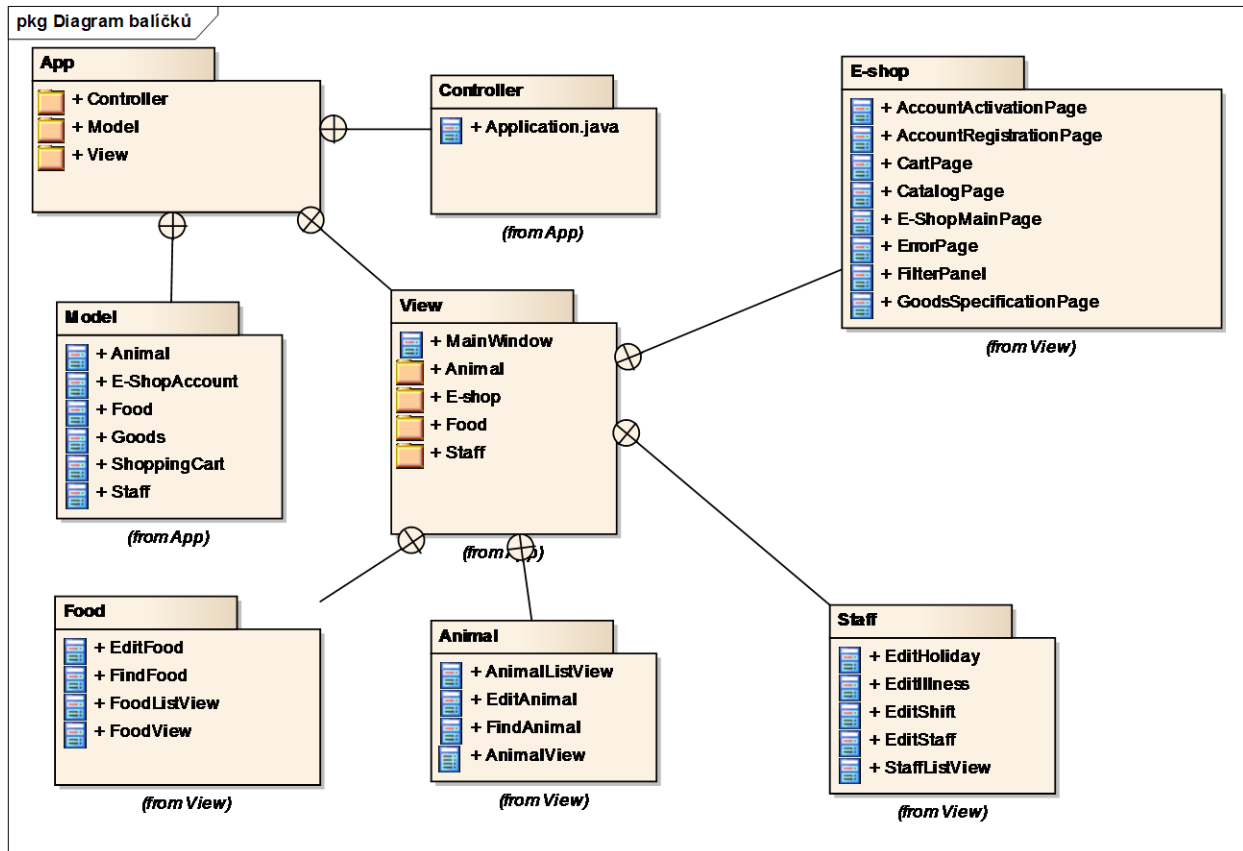 pkg Diagram balíčků
App
+ Controller
+ Model
+ View
Controller
+ Application.java
(from App)
E-shop
+ AccountActivationPage
+ AccountRegistrationPage
+ CartPage
+ CatalogPage
+ E-ShopMainPage
+ ErrorPage
+ FilterPanel
+ GoodsSpecificationPage
(from View)
Model
+ Animal
+ E-ShopAccount
+ Food
+ Goods
+ ShoppingCart
+ Staff
(from App)
View
+ MainWindow
+ Animal
+ E-shop
+ Food
+ Staff
(from App)
Food
+ EditFood
+ FindFood
+ FoodListView
+ FoodView
(from View)
Animal
+ AnimalListView
+ EditAnimal
+ FindAnimal
+ AnimalView
(from View)
Staff
+ EditHoliday
+ EditIllness
+ EditShift
+ EditStaff
+ StaffListView
(from View)